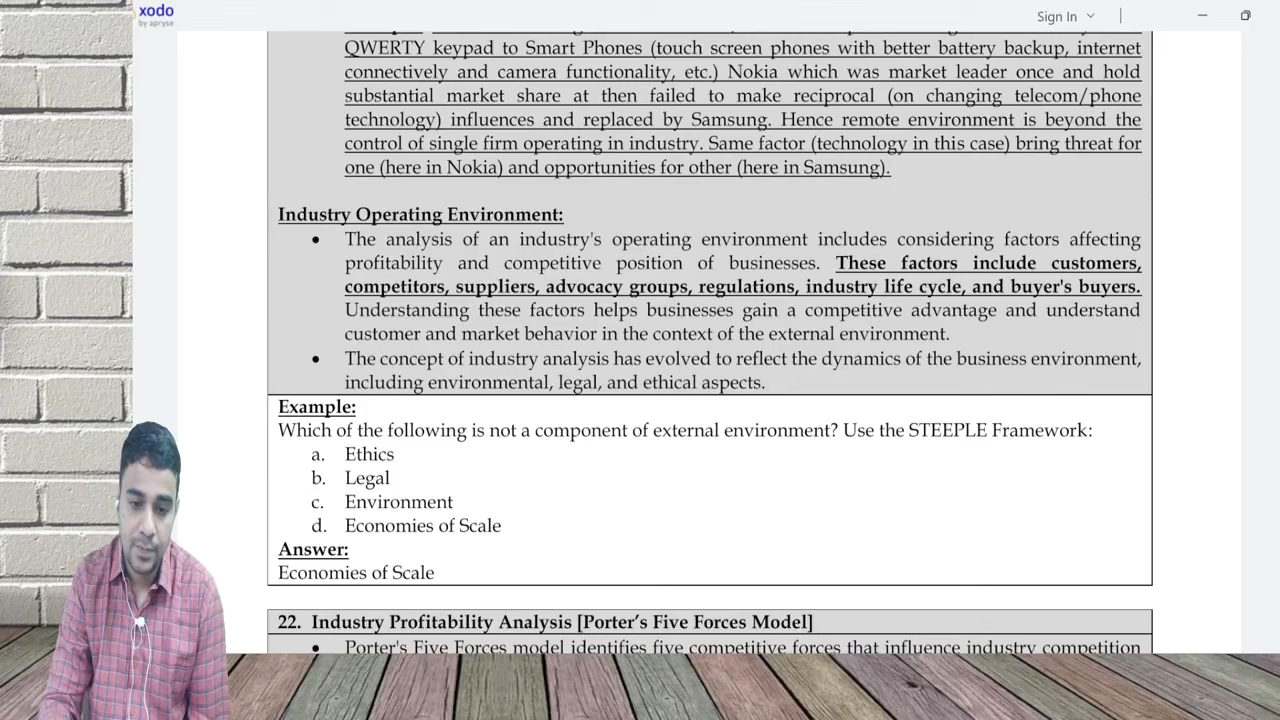 xodo
by apryse
Sign In
QWERTY keypad to Smart Phones (touch screen phones with better battery backup, internet
connectively and camera functionality, etc.) Nokia which was market leader once and hold
substantial market share at then failed to make reciprocal (on changing telecom/phone
technology) influences and replaced by Samsung. Hence remote environment is beyond the
control of single firm operating in industry. Same factor (technology in this case) bring threat for
one (here in Nokia) and opportunities for other (here in Samsung).
Industry Operating Environment:
• The analysis of an industry's operating environment includes considering factors affecting
profitability and competitive position of businesses. These factors include customers,
competitors, suppliers, advocacy groups, regulations, industry life cycle, and buyer's buyers.
Understanding these factors helps businesses gain a competitive advantage and understand
customer and market behavior in the context of the external environment.
• The concept of industry analysis has evolved to reflect the dynamics of the business environment,
including environmental, legal, and ethical aspects.
Example:
Which of the following is not a component of external environment? Use the STEEPLE Framework:
a. Ethics
b. Legal
c. Environment
d. Economies of Scale
Answer:
Economies of Scale
22. Industry Profitability Analysis [Porter's Five Forces Model]
• Porter's Five Forces model identifies five competitive forces that influence industry competition